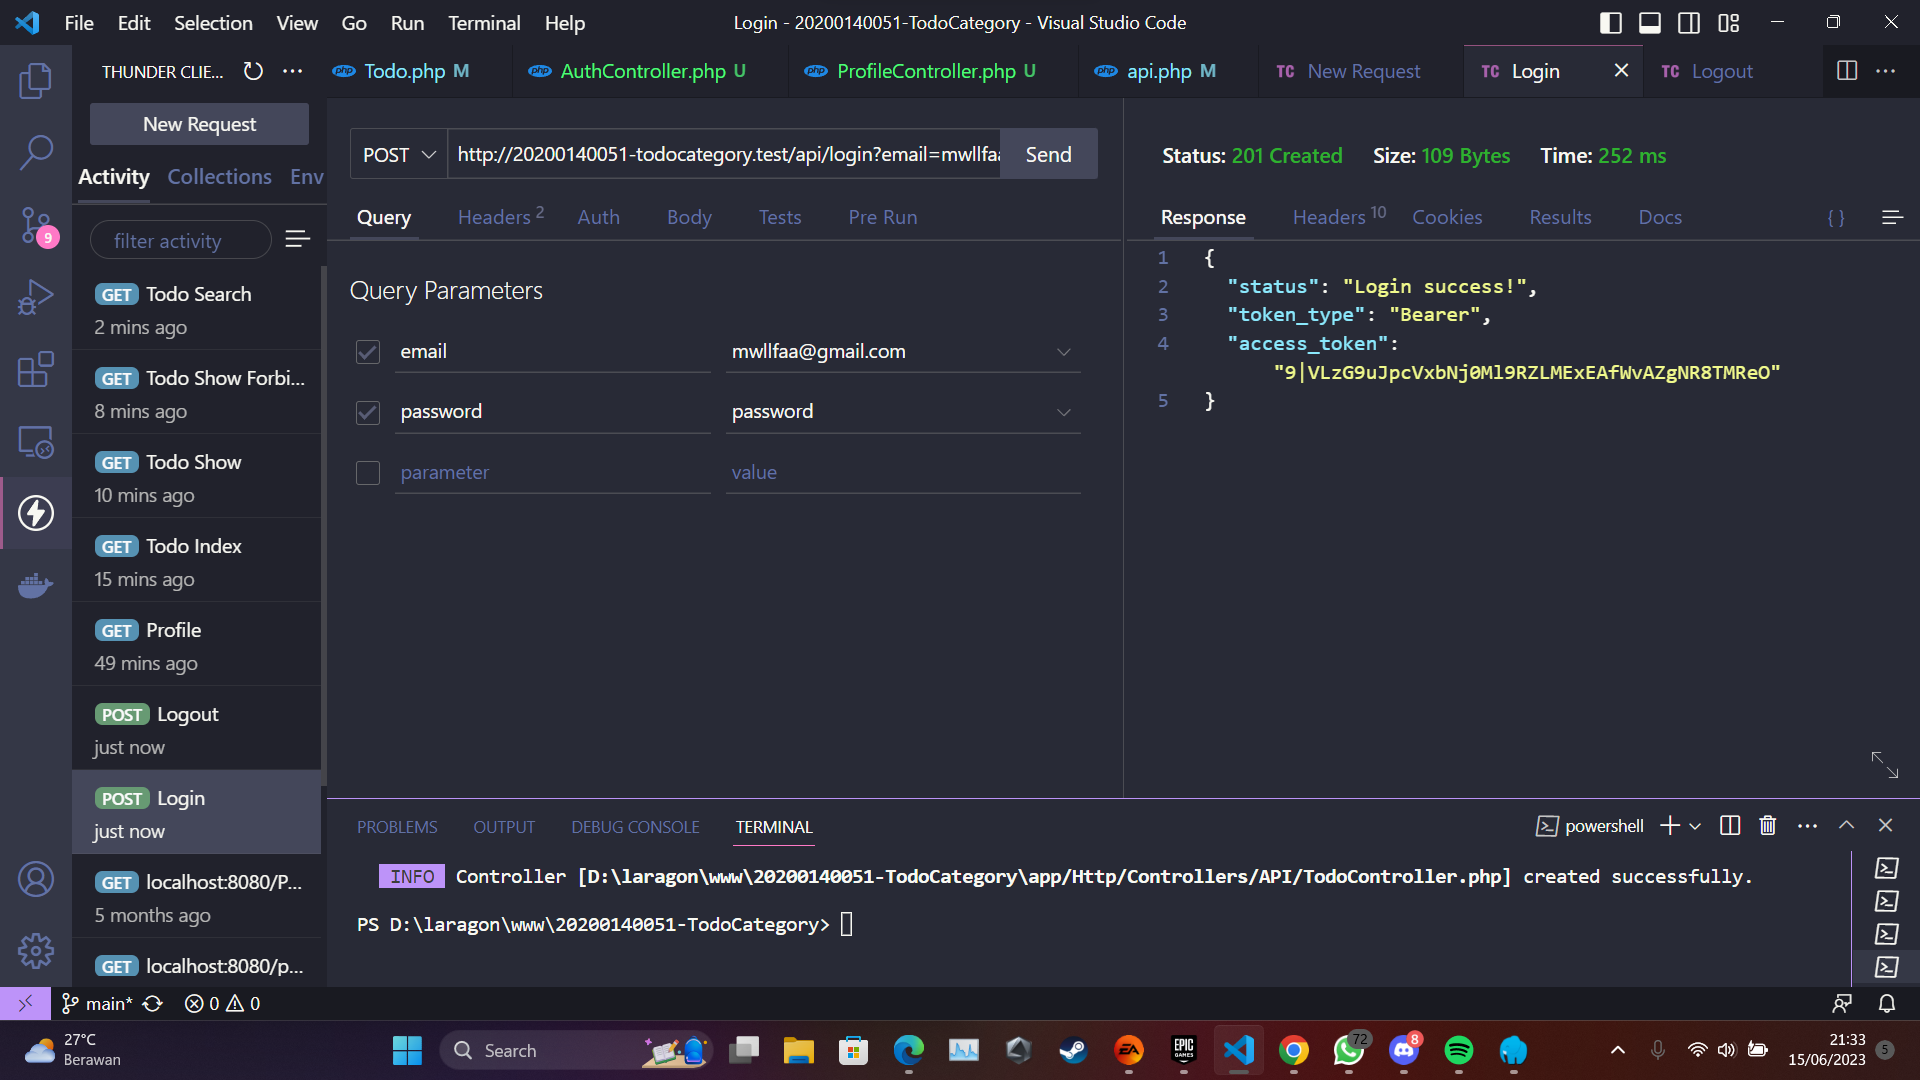 File Edit Selection View Go Run Terminal Help
Login - 20200140051-TodoCategory - Visual Studio Code
THUNDER CLIE...
php Todo.php M
php AuthController.php U
php ProfileController.php U
php api.php M
TC New Request
TC Login
TC Logout
New Request
Activity Collections Env
filter activity
GET Todo Search
2 mins ago
GET Todo Show Forbi...
8 mins ago
GET Todo Show
10 mins ago
GET Todo Index
15 mins ago
GET Profile
49 mins ago
POST Logout
just now
POST Login
just now
GET localhost:8080/P...
5 months ago
GET localhost:8080/p...
9
POST http://20200140051-todocategory.test/api/login?email=mwllfaa Send
Query Headers 2 Auth Body Tests Pre Run
Query Parameters
email mwllfaa@gmail.com
password password
parameter value
Status: 201 Created Size: 109 Bytes Time: 252 ms
Response Headers 10 Cookies Results Docs { }
1 {
2 "status": "Login success!",
3 "token_type": "Bearer",
4 "access_token":
"9|VLzG9uJpcVxbNj0Ml9RZLMExEAfWvAZgNR8TMReO"
5 }
PROBLEMS OUTPUT DEBUG CONSOLE TERMINAL
powershell
INFO Controller [D:\laragon\www\20200140051-TodoCategory\app/Http/Controllers/API/TodoController.php] created successfully.
PS D:\laragon\www\20200140051-TodoCategory>
main* 0 0
27°C
Berawan
Search
EA
EPIC
GAMES
72
8
21:33
15/06/2023
5